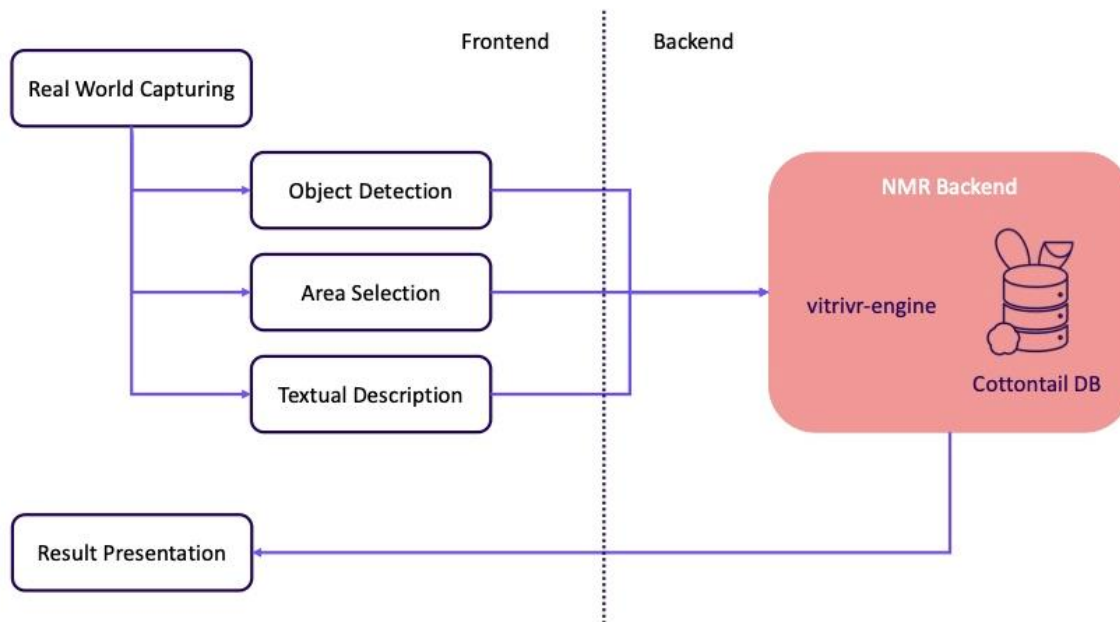 Frontend
Backend
Real World Capturing
Object Detection
Area Selection
Textual Description
NMR Backend
vitrivr-engine
Cottontail DB
Result Presentation